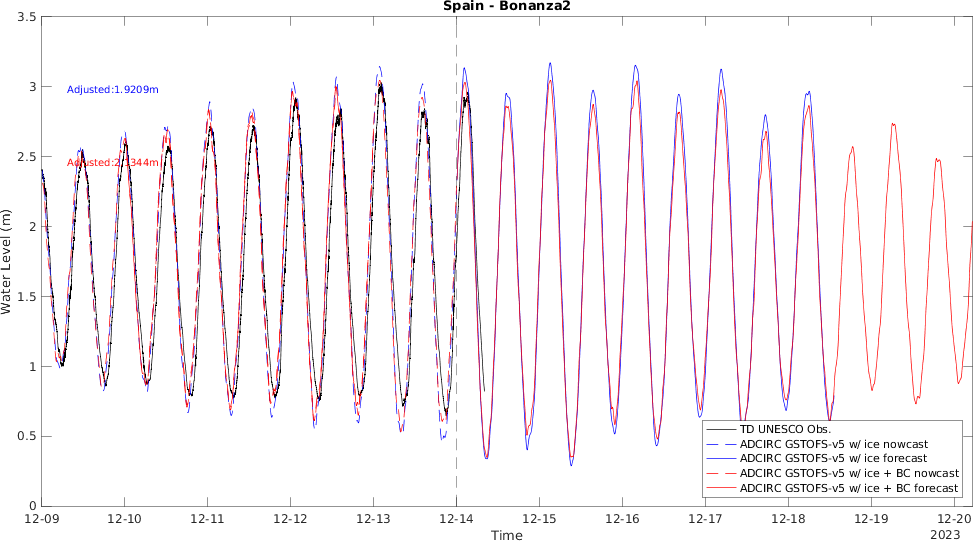 Spain - Bonanza2
3.5
3
2.5
2
1.5
1
0.5
0
Water Level (m)
Adjusted:1.9209m
Adjusted:2.1344m
TD UNESCO Obs.
ADCIRC GSTOFS-v5 w/ ice nowcast
ADCIRC GSTOFS-v5 w/ ice forecast
ADCIRC GSTOFS-v5 w/ ice + BC nowcast
ADCIRC GSTOFS-v5 w/ ice + BC forecast
12-09 12-10 12-11 12-12 12-13 12-14 12-15 12-16 12-17 12-18 12-19 12-20
Time
2023